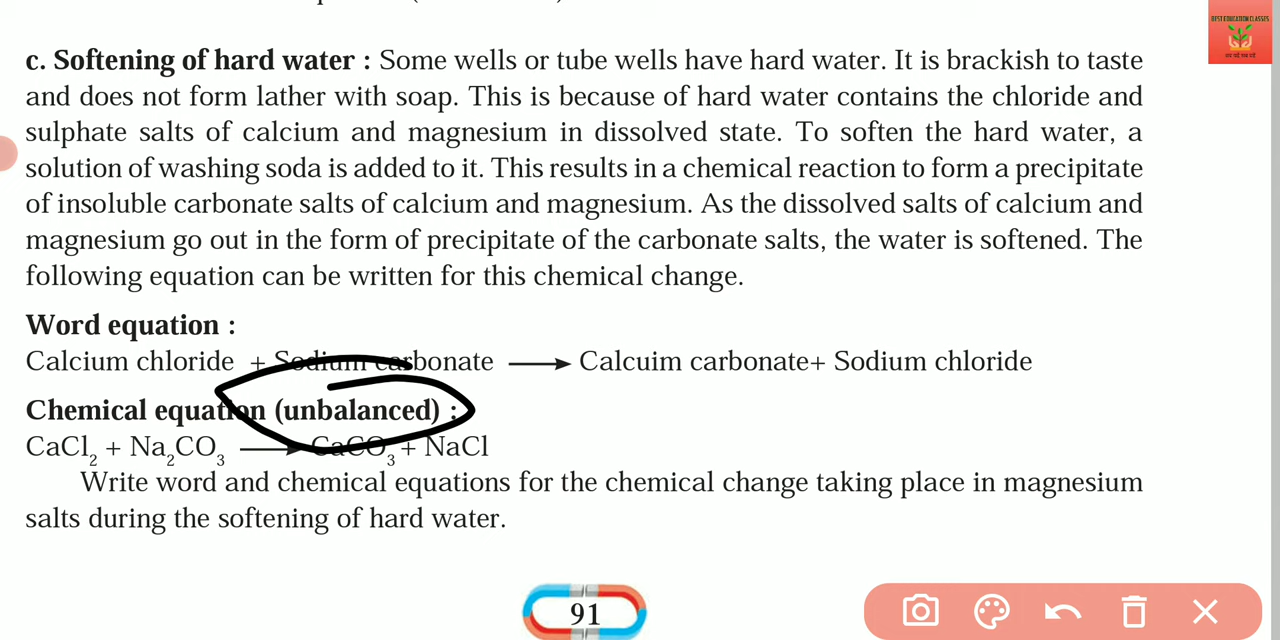 BEST EDUCATION CLASSES
c. Softening of hard water : Some wells or tube wells have hard water. It is brackish to taste
and does not form lather with soap. This is because of hard water contains the chloride and
sulphate salts of calcium and magnesium in dissolved state. To soften the hard water, a
solution of washing soda is added to it. This results in a chemical reaction to form a precipitate
of insoluble carbonate salts of calcium and magnesium. As the dissolved salts of calcium and
magnesium go out in the form of precipitate of the carbonate salts, the water is softened. The
following equation can be written for this chemical change.
Word equation :
Calcium chloride + Sodium carbonate ⟶ Calcuim carbonate+ Sodium chloride
Chemical equation (unbalanced) :
CaCl₂ + Na₂CO₃ ⟶ CaCO₃ + NaCl
Write word and chemical equations for the chemical change taking place in magnesium
salts during the softening of hard water.
91